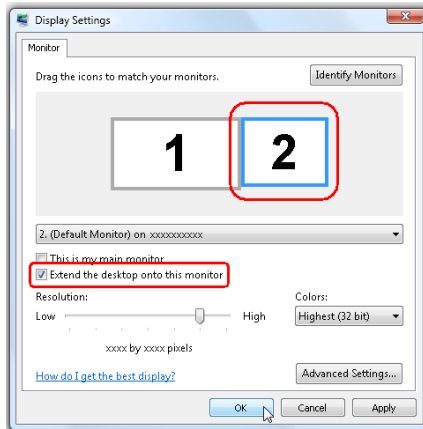 Display Settings
Monitor
Drag the icons to match your monitors.
Identify Monitors
1
2
2. (Default Monitor) on xxxxxxxxxx
This is my main monitor
Extend the desktop onto this monitor
Resolution:
Colors:
Low
High
Highest (32 bit)
xxxx by xxxx pixels
How do I get the best display?
Advanced Settings...
OK
Cancel
Apply